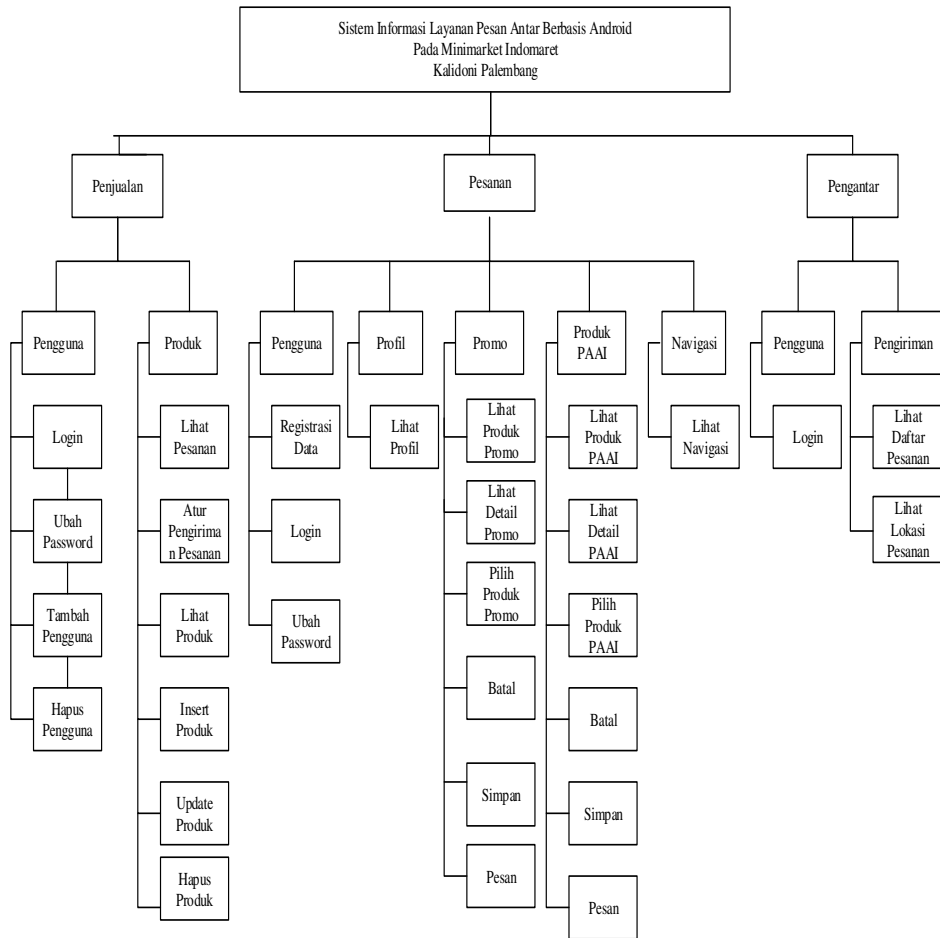 Sistem Informasi Layanan Pesan Antar Berbasis Android
Pada Minimarket Indomaret
Kalidoni Palembang
Penjualan
Pesanan
Pengantar
Pengguna
Produk
Pengguna
Profil
Promo
Produk
PAAI
Navigasi
Pengguna
Pengiriman
Login
Ubah
Password
Tambah
Pengguna
Hapus
Pengguna
Lihat
Pesanan
Atur
Pengirima
n Pesanan
Lihat
Produk
Insert
Produk
Update
Produk
Hapus
Produk
Registrasi
Data
Login
Ubah
Password
Lihat
Profil
Lihat
Produk
Promo
Lihat
Detail
Promo
Pilih
Produk
Promo
Batal
Simpan
Pesan
Lihat
Produk
PAAI
Lihat
Detail
PAAI
Pilih
Produk
PAAI
Batal
Simpan
Pesan
Lihat
Navigasi
Login
Lihat
Daftar
Pesanan
Lihat
Lokasi
Pesanan